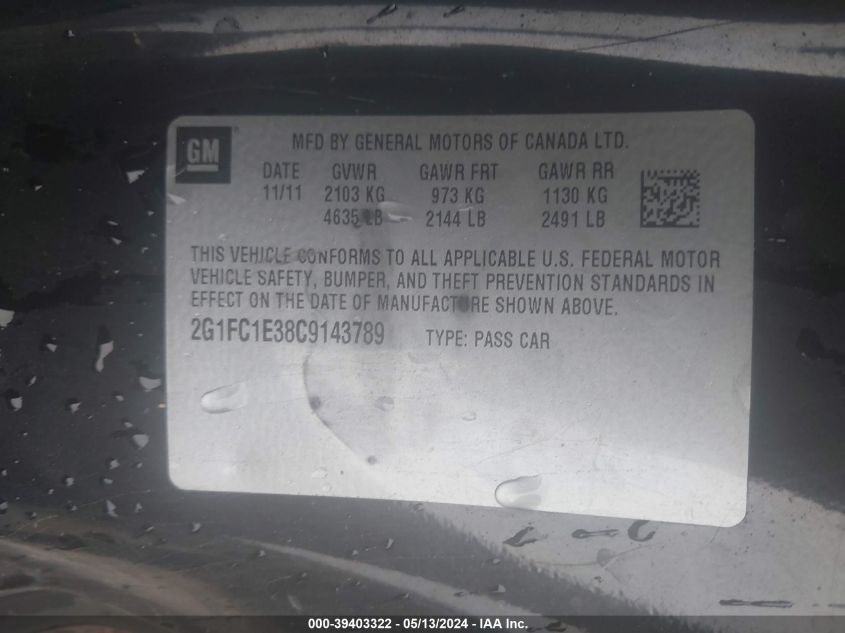 GM
MFD BY GENERAL MOTORS OF CANADA LTD.
DATE GVWR GAWR FRT GAWR RR
11/11 2103 KG 973 KG 1130 KG
4635 LB 2144 LB 2491 LB
THIS VEHICLE CONFORMS TO ALL APPLICABLE U.S. FEDERAL MOTOR
VEHICLE SAFETY, BUMPER, AND THEFT PREVENTION STANDARDS IN
EFFECT ON THE DATE OF MANUFACTURE SHOWN ABOVE.
2G1FC1E38C9143789 TYPE: PASS CAR
000-39403322 - 05/13/2024 - IAA Inc.